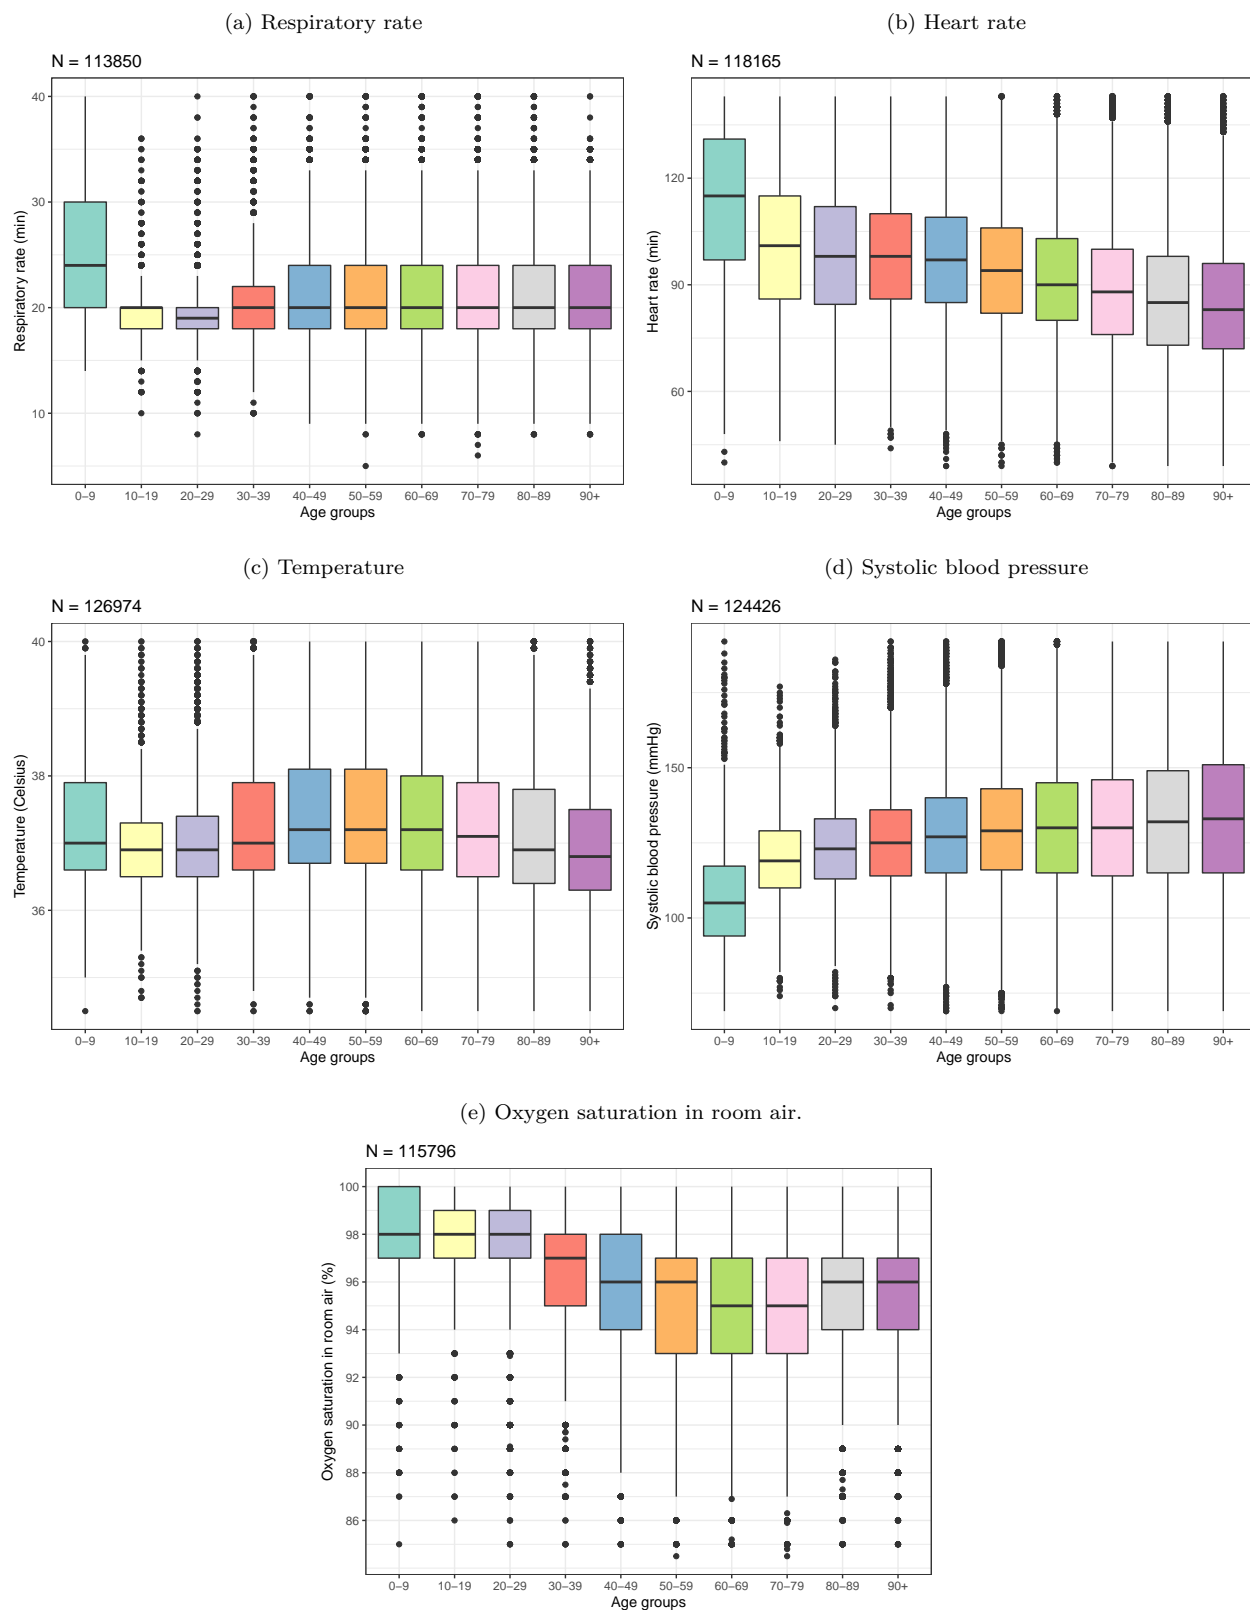 (a) Respiratory rate
N = 113850
Respiratory rate (min)
40
30
20
10
0–9 10–19 20–29 30–39 40–49 50–59 60–69 70–79 80–89 90+
Age groups
(b) Heart rate
N = 118165
Heart rate (min)
120
90
60
0–9 10–19 20–29 30–39 40–49 50–59 60–69 70–79 80–89 90+
Age groups
(c) Temperature
N = 126974
Temperature (Celsius)
40
38
36
0–9 10–19 20–29 30–39 40–49 50–59 60–69 70–79 80–89 90+
Age groups
(d) Systolic blood pressure
N = 124426
Systolic blood pressure (mmHg)
150
100
0–9 10–19 20–29 30–39 40–49 50–59 60–69 70–79 80–89 90+
Age groups
(e) Oxygen saturation in room air.
N = 115796
Oxygen saturation in room air (%)
100
98
96
94
92
90
88
86
0–9 10–19 20–29 30–39 40–49 50–59 60–69 70–79 80–89 90+
Age groups